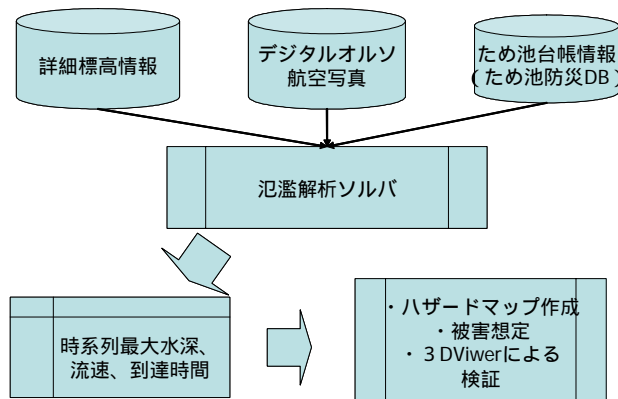 詳細標高情報
デジタルオルソ
航空写真
ため池台帳情報
(ため池防災DB)
氾濫解析ソルバ
時系列最大水深、
流速、到達時間
・ハザードマップ作成
・被害想定
・３DViwerによる
検証